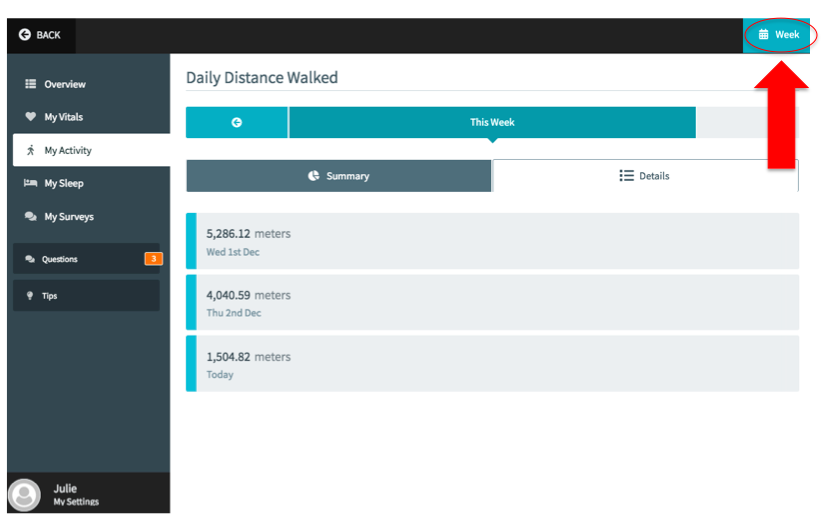 BACK
Week
Overview
My Vitals
My Activity
My Sleep
My Surveys
Questions
3
Tips
Julie
My Settings
Daily Distance Walked
This Week
Summary
Details
5,286.12 meters
Wed 1st Dec
4,040.59 meters
Thu 2nd Dec
1,504.82 meters
Today